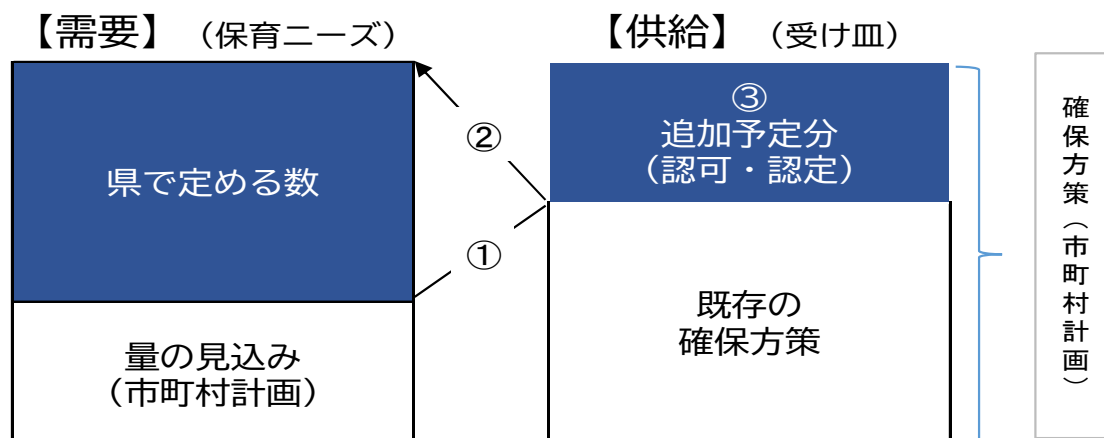 【需要】（保育ニーズ）
県で定める数
量の見込み
（市町村計画）
②
①
【供給】（受け皿）
③
追加予定分
（認可・認定）
既存の
確保方策
確保方策（市町村計画）